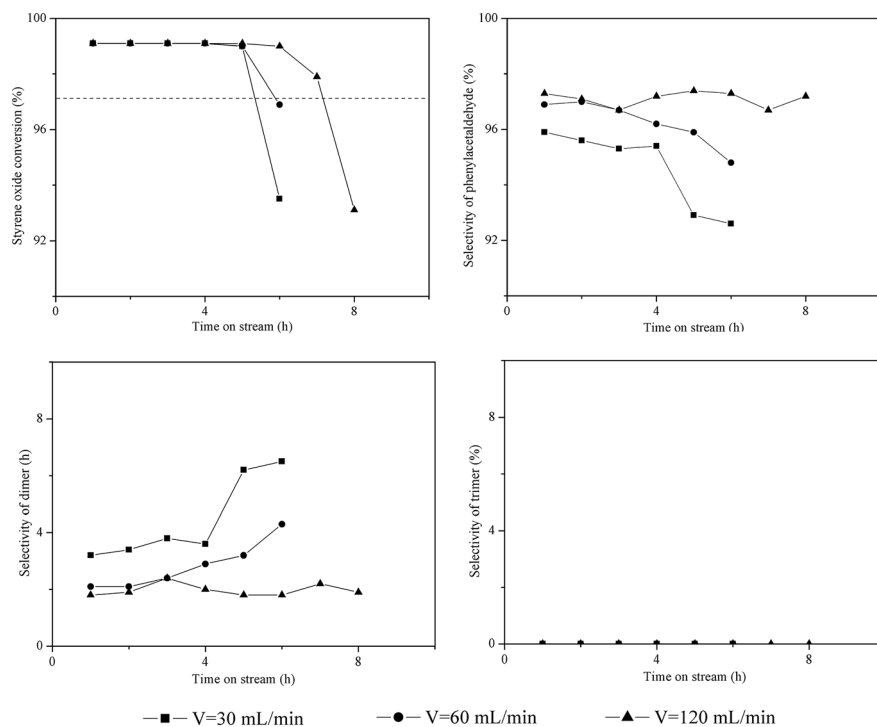 100
96
92
Styrene oxide conversion (%)
0
4
8
Time on stream (h)
100
96
92
Selectivity of phenylacetaldehyde (%)
0
4
8
Time on stream (h)
8
4
0
Selectivity of dimer (h)
0
4
8
Time on stream (h)
8
4
0
Selectivity of trimer (%)
0
4
8
Time on stream (h)
V=30 mL/min
V=60 mL/min
V=120 mL/min